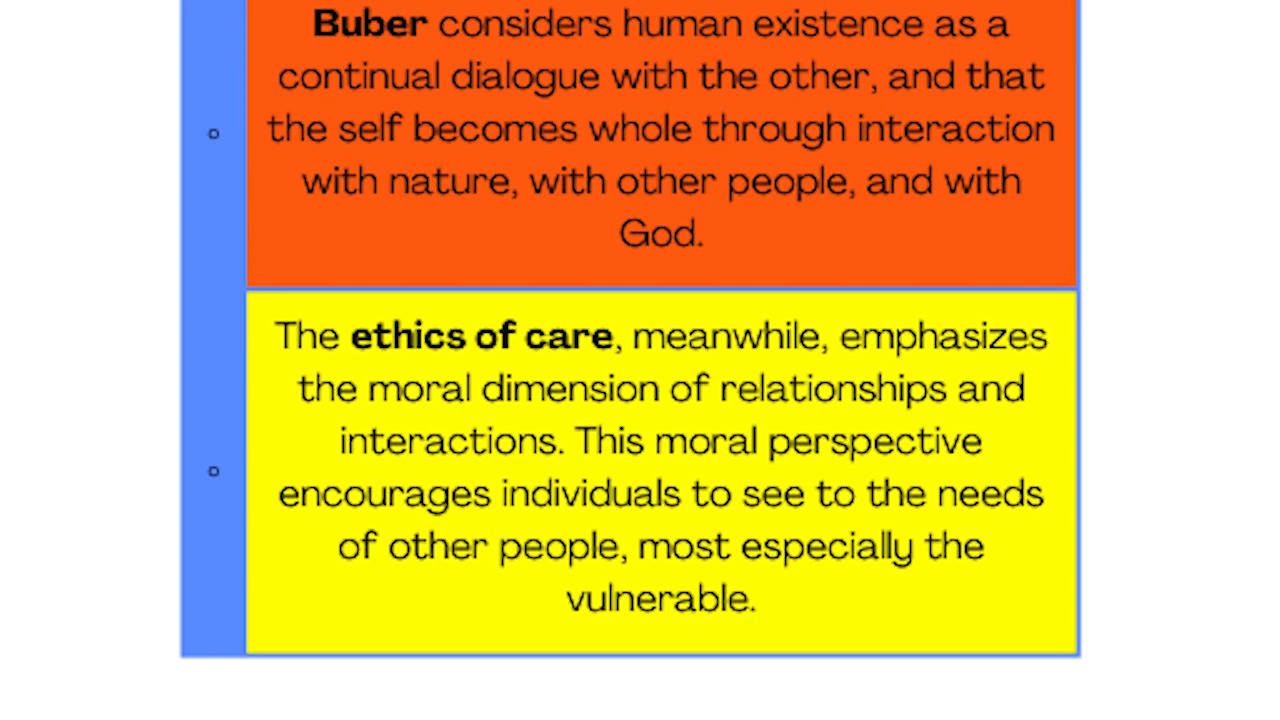 Buber considers human existence as a
continual dialogue with the other, and that
the self becomes whole through interaction
with nature, with other people, and with
God.
The ethics of care, meanwhile, emphasizes
the moral dimension of relationships and
interactions. This moral perspective
encourages individuals to see to the needs
of other people, most especially the
vulnerable.